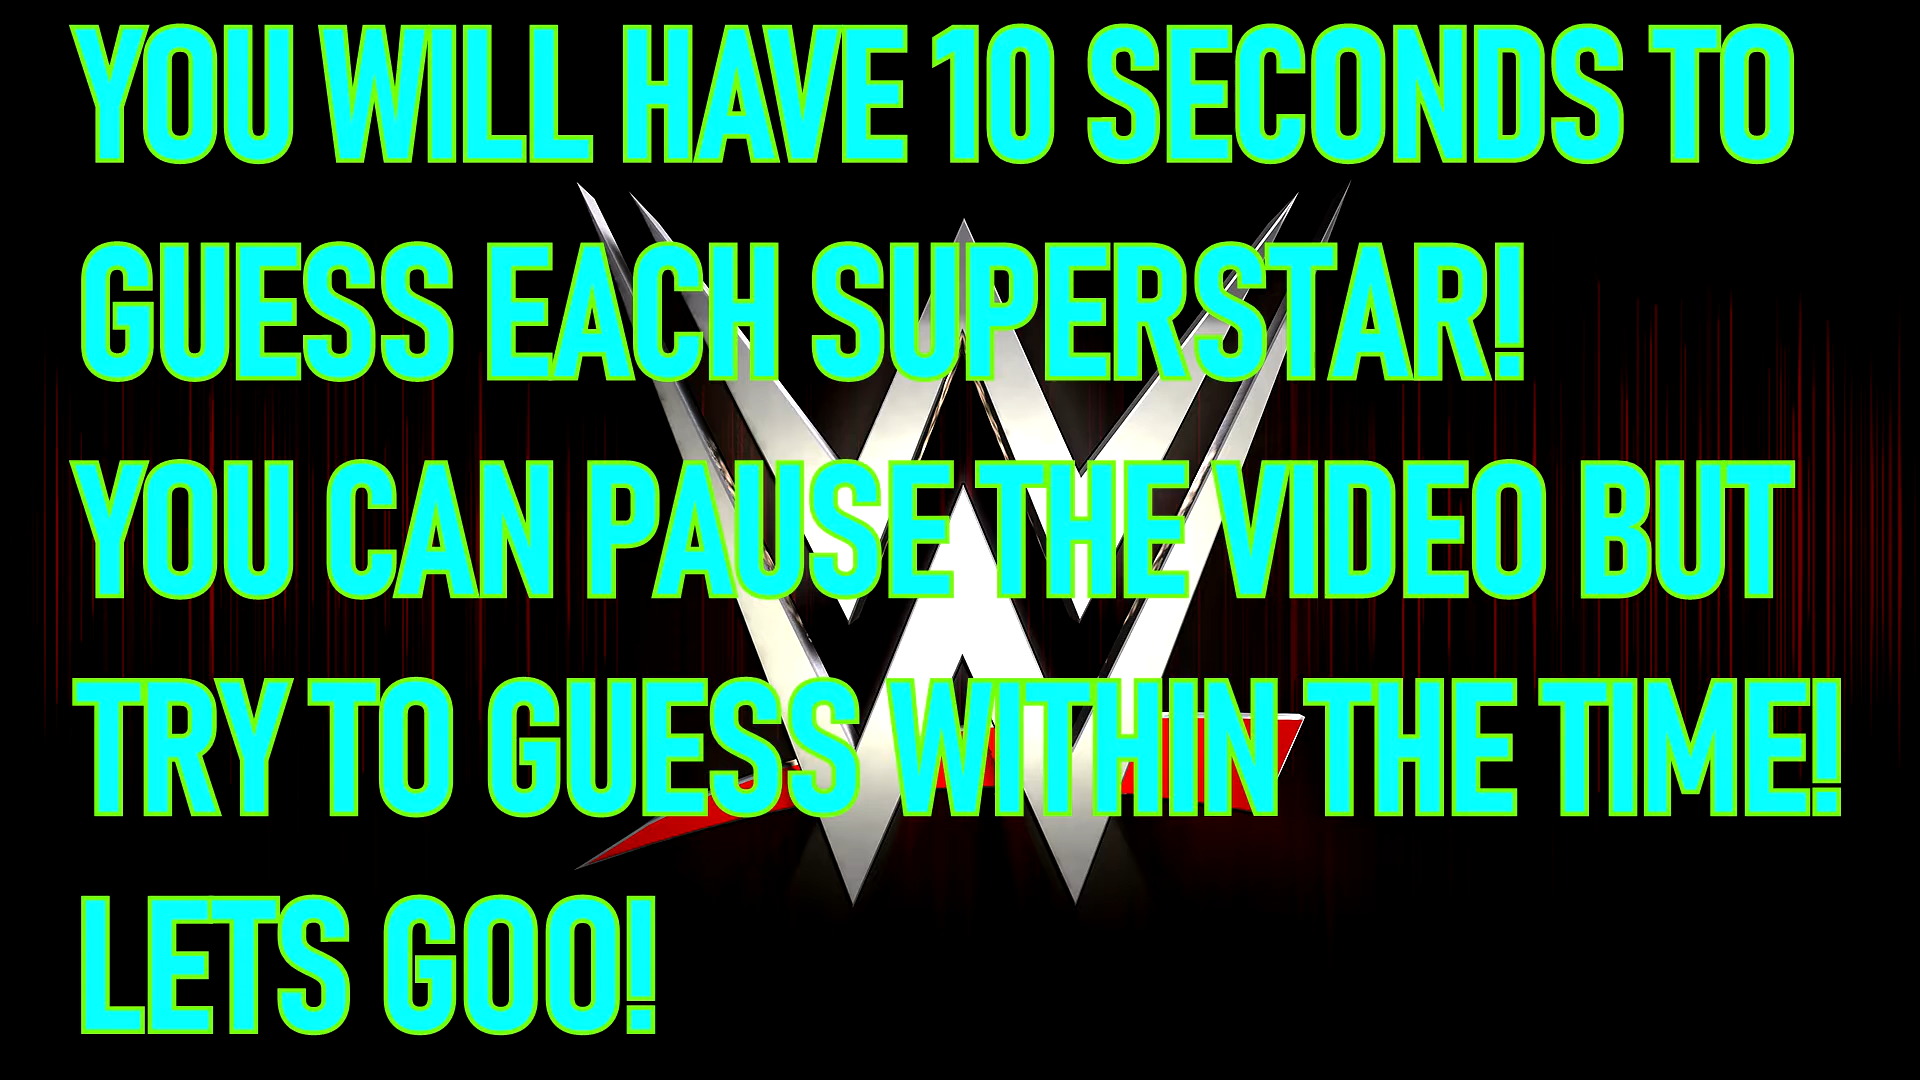 YOU WILL HAVE 10 SECONDS TO
GUESS EACH SUPERSTAR!
YOU CAN PAUSE THE VIDEO BUT
TRY TO GUESS WITHIN THE TIME!
LETS GOO!